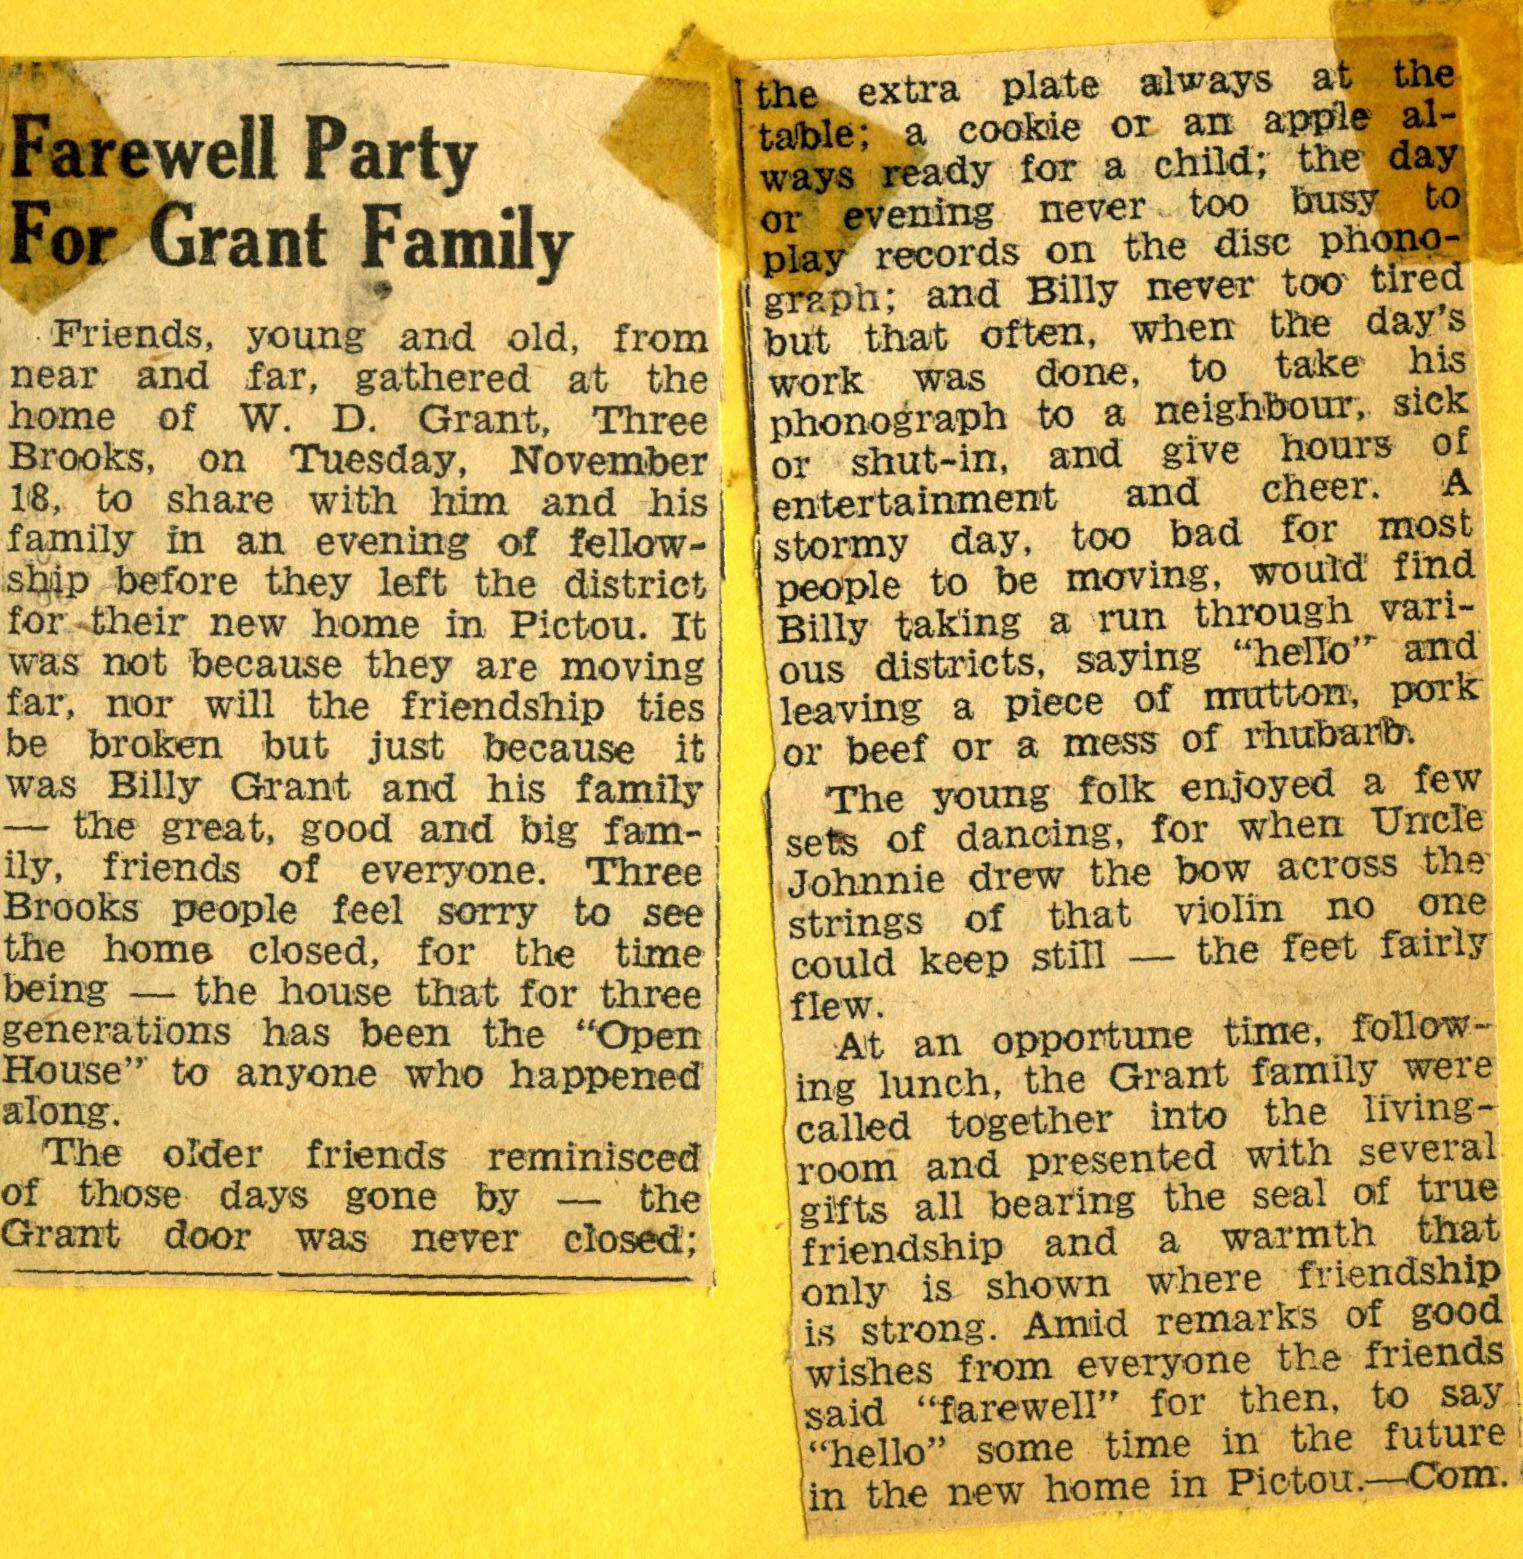 Farewell Party
For Grant Family
Friends, young and old, from
near and far, gathered at the
home of W. D. Grant, Three
Brooks, on Tuesday, November
18, to share with him and his
family in an evening of fellow-
ship before they left the district
for their new home in Pictou. It
was not because they are moving
far, nor will the friendship ties
be broken but just because it
was Billy Grant and his family
— the great, good and big fam-
ily, friends of everyone. Three
Brooks people feel sorry to see
the home closed, for the time
being — the house that for three
generations has been the “Open
House” to anyone who happened
along.
The older friends reminisced
of those days gone by — the
Grant door was never closed;
the extra plate always at the
table; a cookie or an apple al-
ways ready for a child; the day
or evening never too busy to
play records on the disc phono-
graph; and Billy never too tired
but that often, when the day's
work was done, to take his
phonograph to a neighbour, sick
or shut-in, and give hours of
entertainment and cheer. A
stormy day, too bad for most
people to be moving, would find
Billy taking a run through vari-
ous districts, saying “hello” and
leaving a piece of mutton, pork
or beef or a mess of rhubarb.
The young folk enjoyed a few
sets of dancing, for when Uncle
Johnnie drew the bow across the
strings of that violin no one
could keep still — the feet fairly
flew.
At an opportune time, follow-
ing lunch, the Grant family were
called together into the living-
room and presented with several
gifts all bearing the seal of true
friendship and a warmth that
only is shown where friendship
is strong. Amid remarks of good
wishes from everyone the friends
said “farewell” for then, to say
“hello” some time in the future
in the new home in Pictou.—Com.